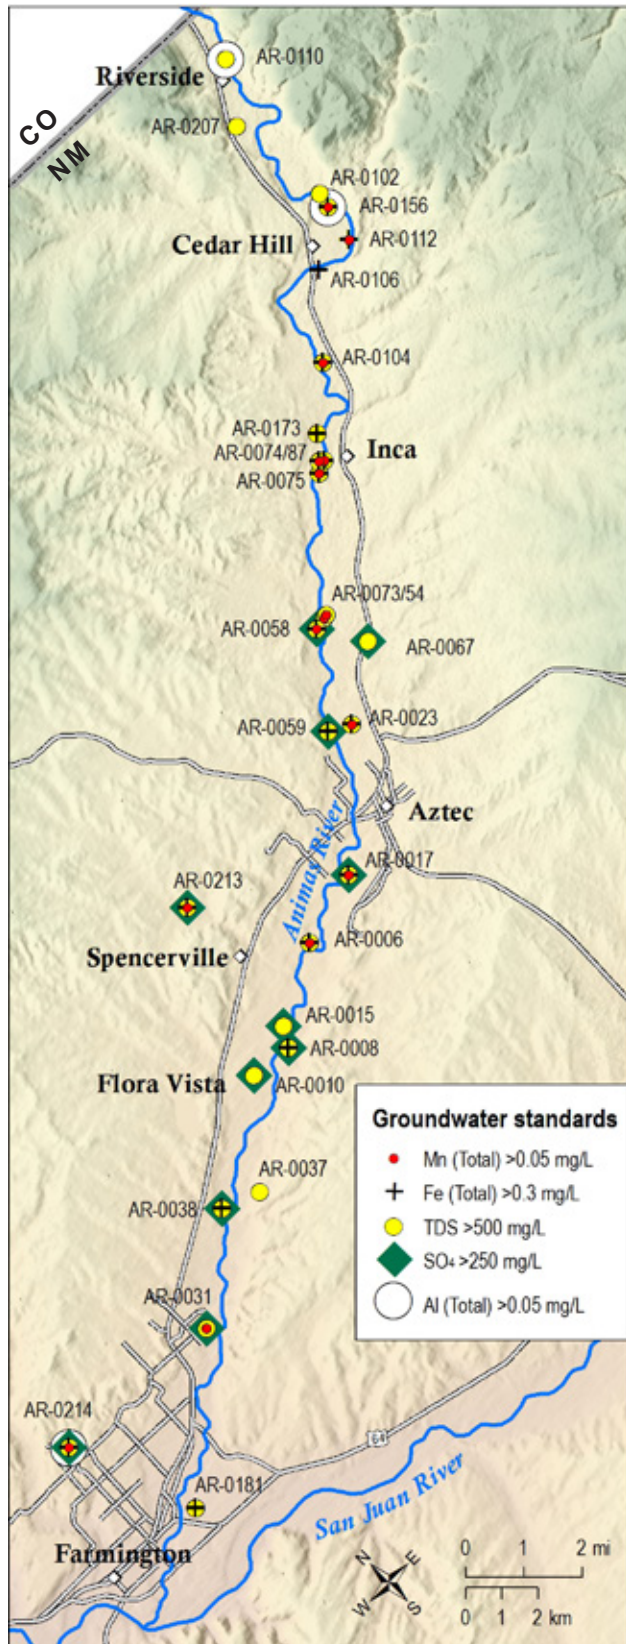 AR-0110
Riverside
CO
NM
AR-0207
AR-0102
AR-0156
AR-0112
Cedar Hill
AR-0106
AR-0104
AR-0173
AR-0074/87
Inca
AR-0075
AR-0073/54
AR-0058
AR-0067
AR-0023
AR-0059
Aztec
Animas River
AR-0017
AR-0213
AR-0006
Spencerville
AR-0015
AR-0008
Flora Vista
AR-0010
Groundwater standards
Mn (Total) >0.05 mg/L
Fe (Total) >0.3 mg/L
TDS >500 mg/L
SO₄ >250 mg/L
Al (Total) >0.05 mg/L
AR-0037
AR-0038
AR-0031
AR-0214
64
AR-0181
San Juan River
Farmington
N
E
W
S
0 1 2 mi
0 1 2 km